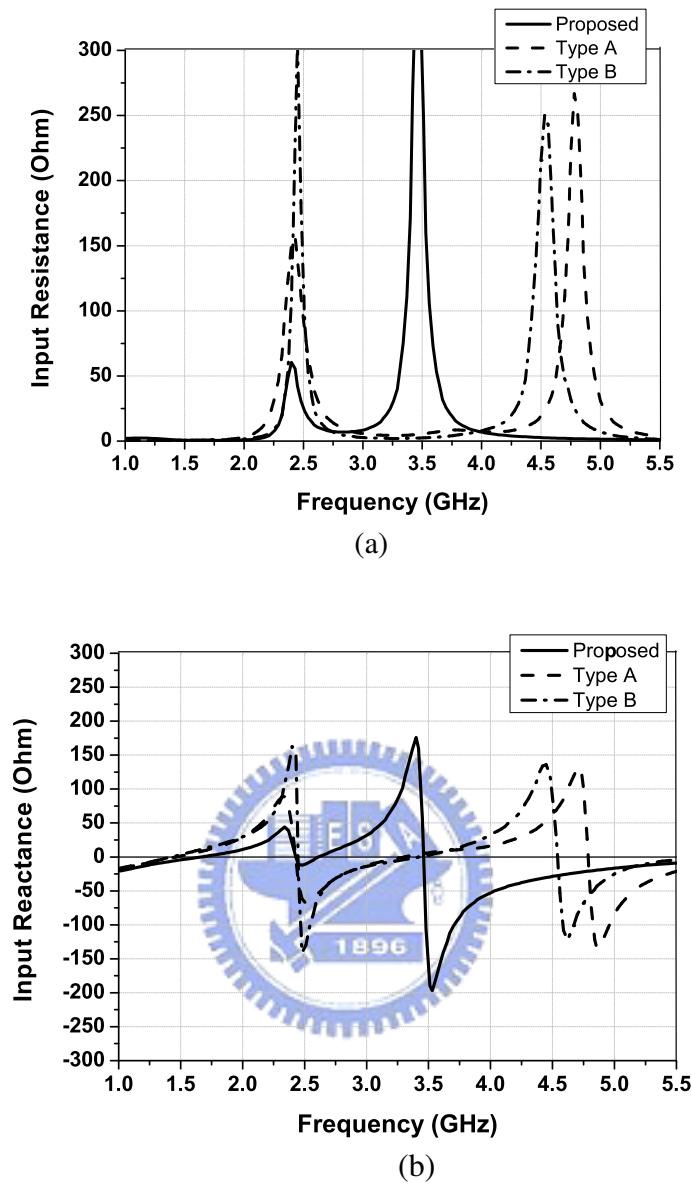 Proposed
Type A
Type B
300
250
200
150
100
50
0
Input Resistance (Ohm)
1.0 1.5 2.0 2.5 3.0 3.5 4.0 4.5 5.0 5.5
Frequency (GHz)
(a)
Proposed
Type A
Type B
300
250
200
150
100
50
0
-50
-100
-150
-200
-250
-300
Input Reactance (Ohm)
E S A
1896
1.0 1.5 2.0 2.5 3.0 3.5 4.0 4.5 5.0 5.5
Frequency (GHz)
(b)